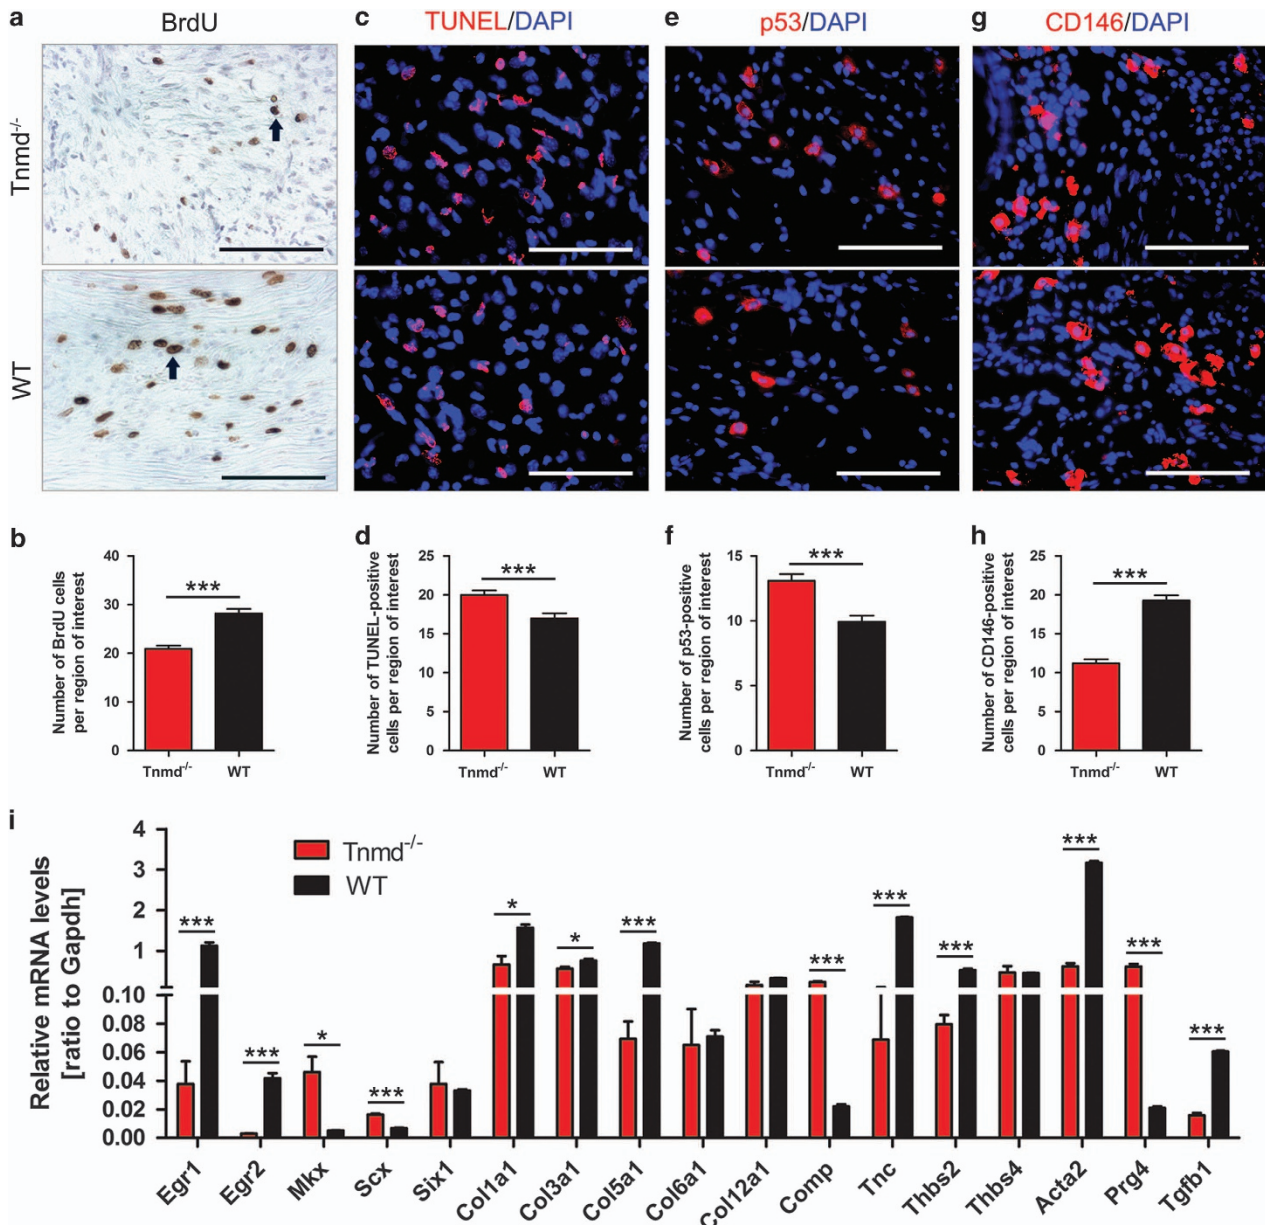 a
BrdU
c
TUNEL/DAPI
e
p53/DAPI
g
CD146/DAPI
Tnmd-/-
WT
b
Number of BrdU cells
per region of interest
40
30
20
10
0
***
Tnmd-/-
WT
d
Number of TUNEL-positive
cells per region of interest
25
20
15
10
5
0
***
Tnmd-/-
WT
f
Number of p53-positive
cells per region of interest
15
10
5
0
***
Tnmd-/-
WT
h
Number of CD146-positive
cells per region of interest
25
20
15
10
5
0
***
Tnmd-/-
WT
i
Relative mRNA levels
[ratio to Gapdh]
4
3
2
1
0.10
0.08
0.06
0.04
0.02
0.00
Tnmd-/-
WT
***
***
*
***
*
*
***
***
***
***
***
***
***
Egr1
Egr2
Mkx
Scx
Six1
Col1a1
Col3a1
Col5a1
Col6a1
Col12a1
Comp
Tnc
Thbs2
Thbs4
Acta2
Prg4
Tgfb1